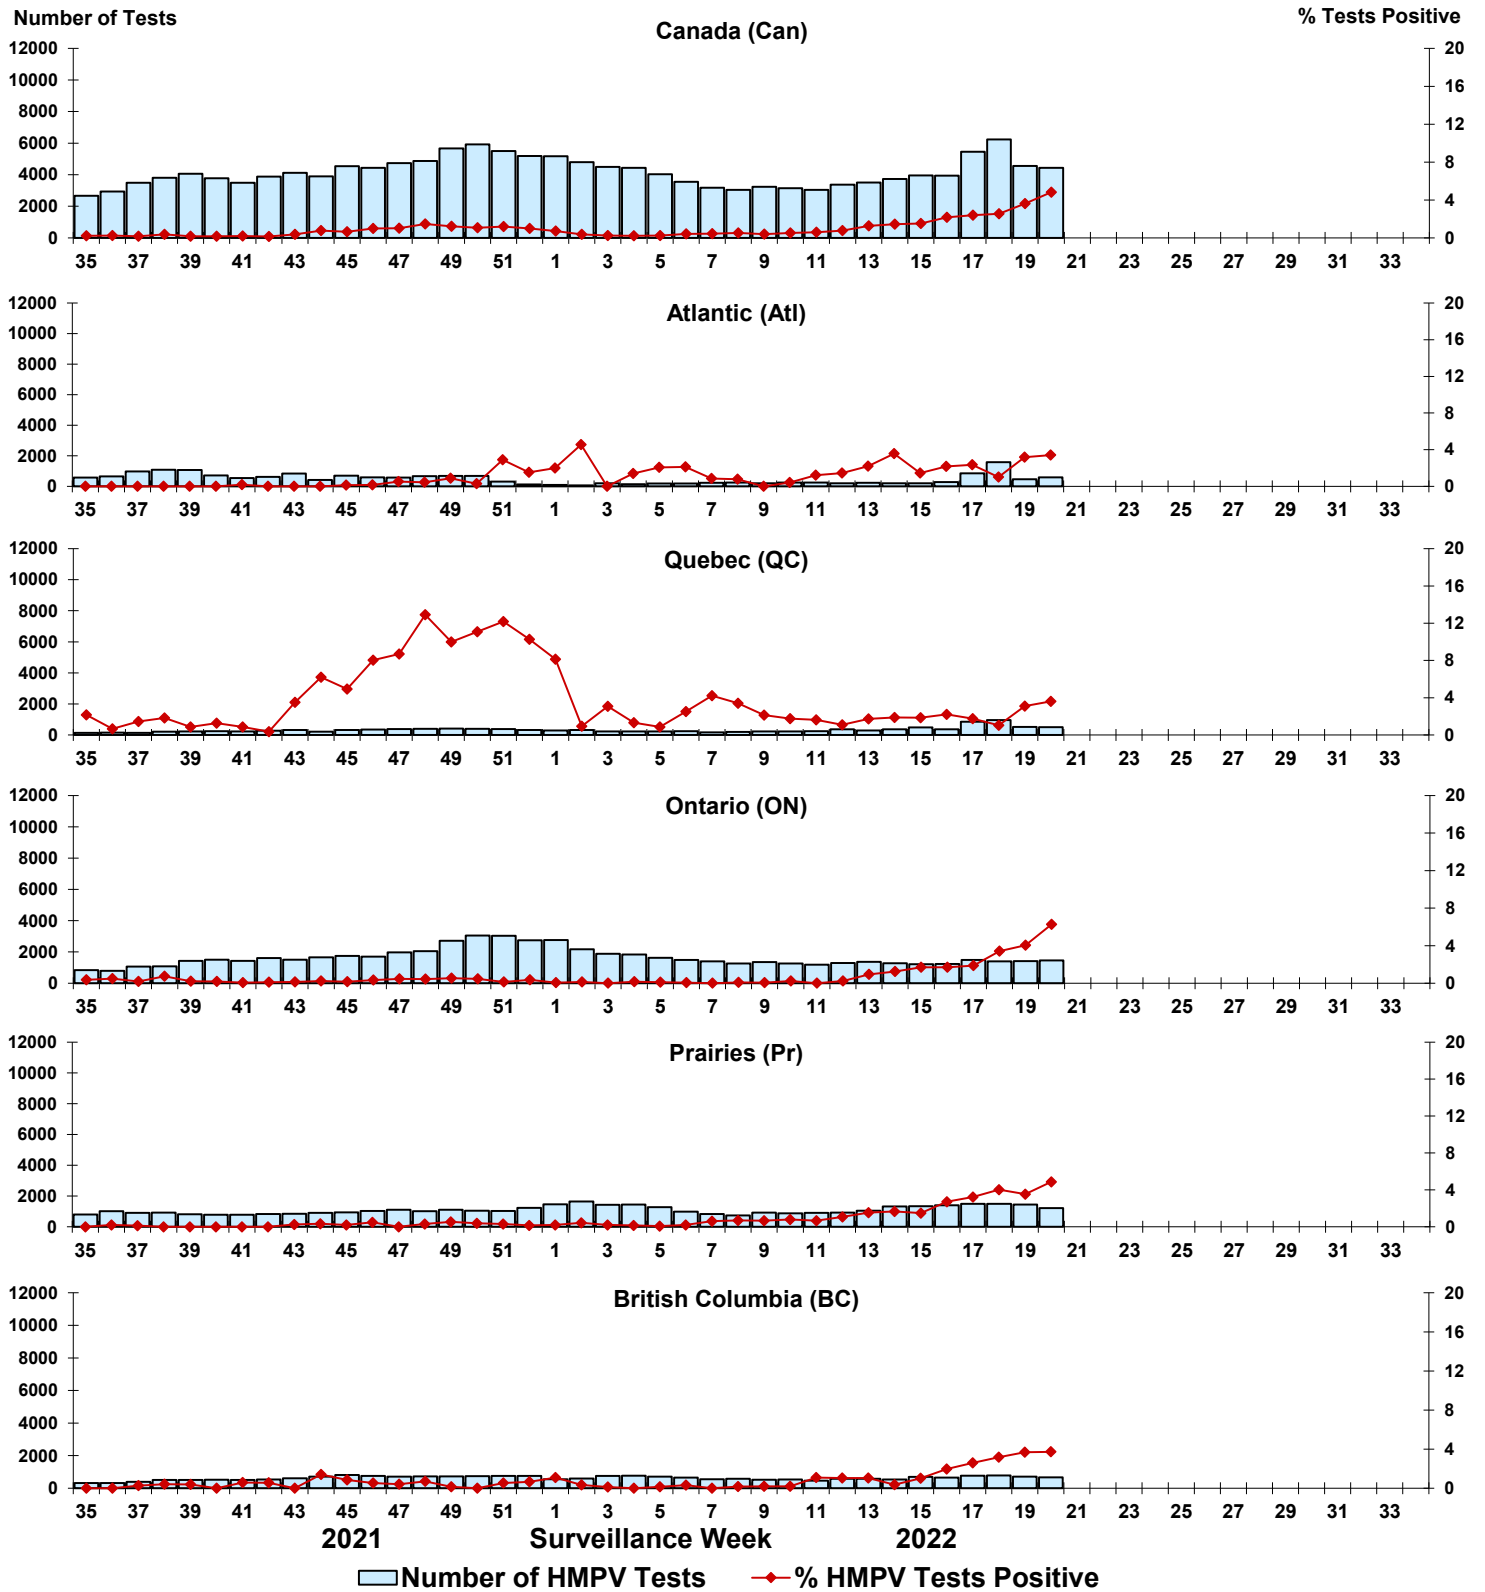 Number of Tests % Tests Positive
Canada (Can)
12000 20
10000 16
8000 12
6000 8
4000 4
2000 0
0
35 37 39 41 43 45 47 49 51 1 3 5 7 9 11 13 15 17 19 21 23 25 27 29 31 33
Atlantic (Atl)
12000 20
10000 16
8000 12
6000 8
4000 4
2000 0
0
35 37 39 41 43 45 47 49 51 1 3 5 7 9 11 13 15 17 19 21 23 25 27 29 31 33
Quebec (QC)
12000 20
10000 16
8000 12
6000 8
4000 4
2000 0
0
35 37 39 41 43 45 47 49 51 1 3 5 7 9 11 13 15 17 19 21 23 25 27 29 31 33
Ontario (ON)
12000 20
10000 16
8000 12
6000 8
4000 4
2000 0
0
35 37 39 41 43 45 47 49 51 1 3 5 7 9 11 13 15 17 19 21 23 25 27 29 31 33
Prairies (Pr)
12000 20
10000 16
8000 12
6000 8
4000 4
2000 0
0
35 37 39 41 43 45 47 49 51 1 3 5 7 9 11 13 15 17 19 21 23 25 27 29 31 33
British Columbia (BC)
12000 20
10000 16
8000 12
6000 8
4000 4
2000 0
0
35 37 39 41 43 45 47 49 51 1 3 5 7 9 11 13 15 17 19 21 23 25 27 29 31 33
2021 Surveillance Week 2022
Number of HMPV Tests % HMPV Tests Positive